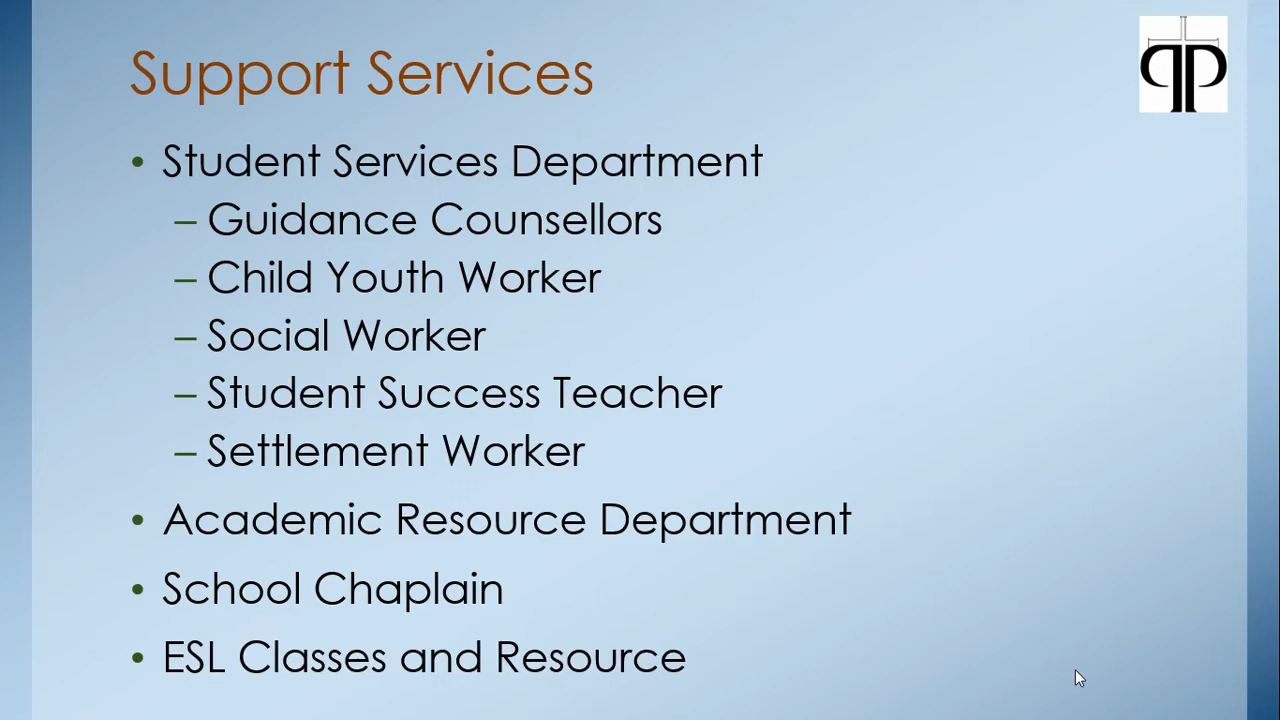 Support Services
• Student Services Department
– Guidance Counsellors
– Child Youth Worker
– Social Worker
– Student Success Teacher
– Settlement Worker
• Academic Resource Department
• School Chaplain
• ESL Classes and Resource